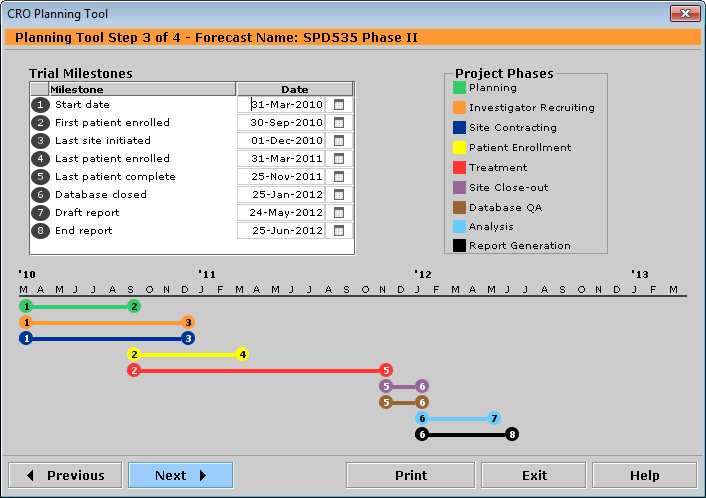 CRO Planning Tool
Planning Tool Step 3 of 4 - Forecast Name: SPD535 Phase II
Trial Milestones
Milestone Date
1 Start date 31-Mar-2010
2 First patient enrolled 30-Sep-2010
3 Last site initiated 01-Dec-2010
4 Last patient enrolled 31-Mar-2011
5 Last patient complete 25-Nov-2011
6 Database closed 25-Jan-2012
7 Draft report 24-May-2012
8 End report 25-Jun-2012
Project Phases
Planning
Investigator Recruiting
Site Contracting
Patient Enrollment
Treatment
Site Close-out
Database QA
Analysis
Report Generation
'10 '11 '12 '13
M A M J J A S O N D J F M A M J J A S O N D J F M A M J J A S O N D J F M
1 2
1 3
1 3
2 4
2 5
5 6
5 6
6 7
6 8
Previous Next Print Exit Help